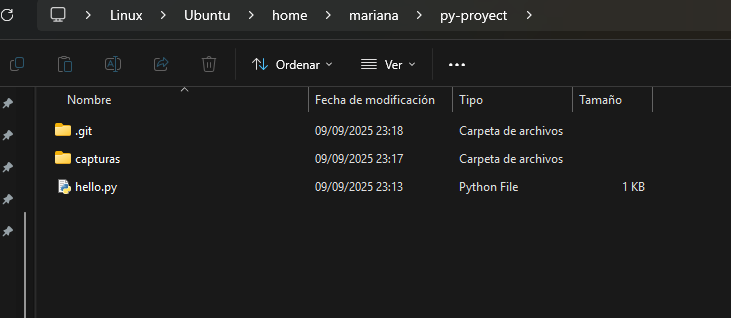 Linux > Ubuntu > home > mariana > py-proyect >
Ordenar Ver ...
Nombre Fecha de modificación Tipo Tamaño
.git 09/09/2025 23:18 Carpeta de archivos
capturas 09/09/2025 23:17 Carpeta de archivos
hello.py 09/09/2025 23:13 Python File 1 KB